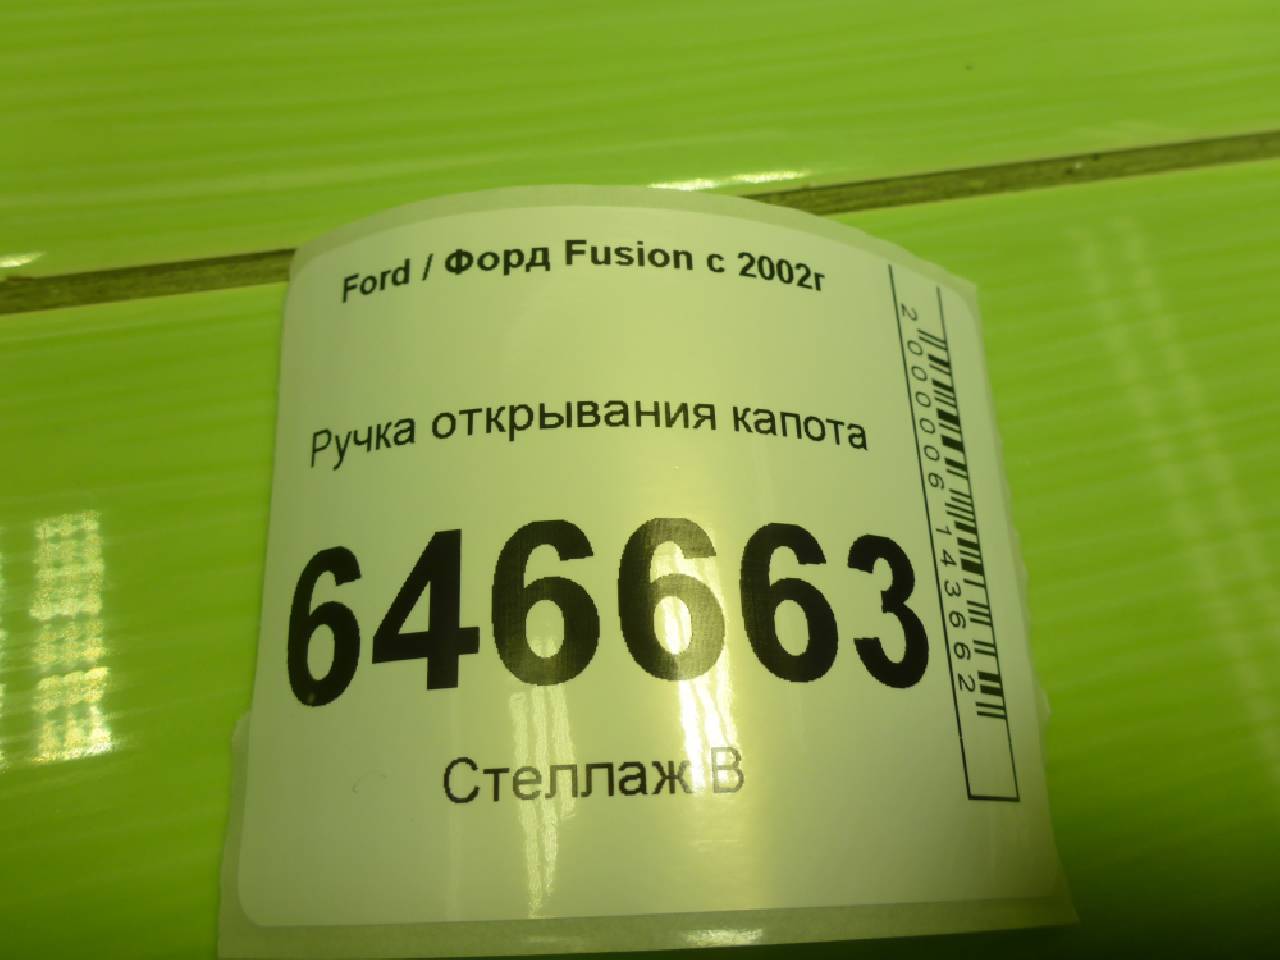 Ford / Форд Fusion с 2002г
Ручка открывания капота
646663
Стеллаж В
2000006143662